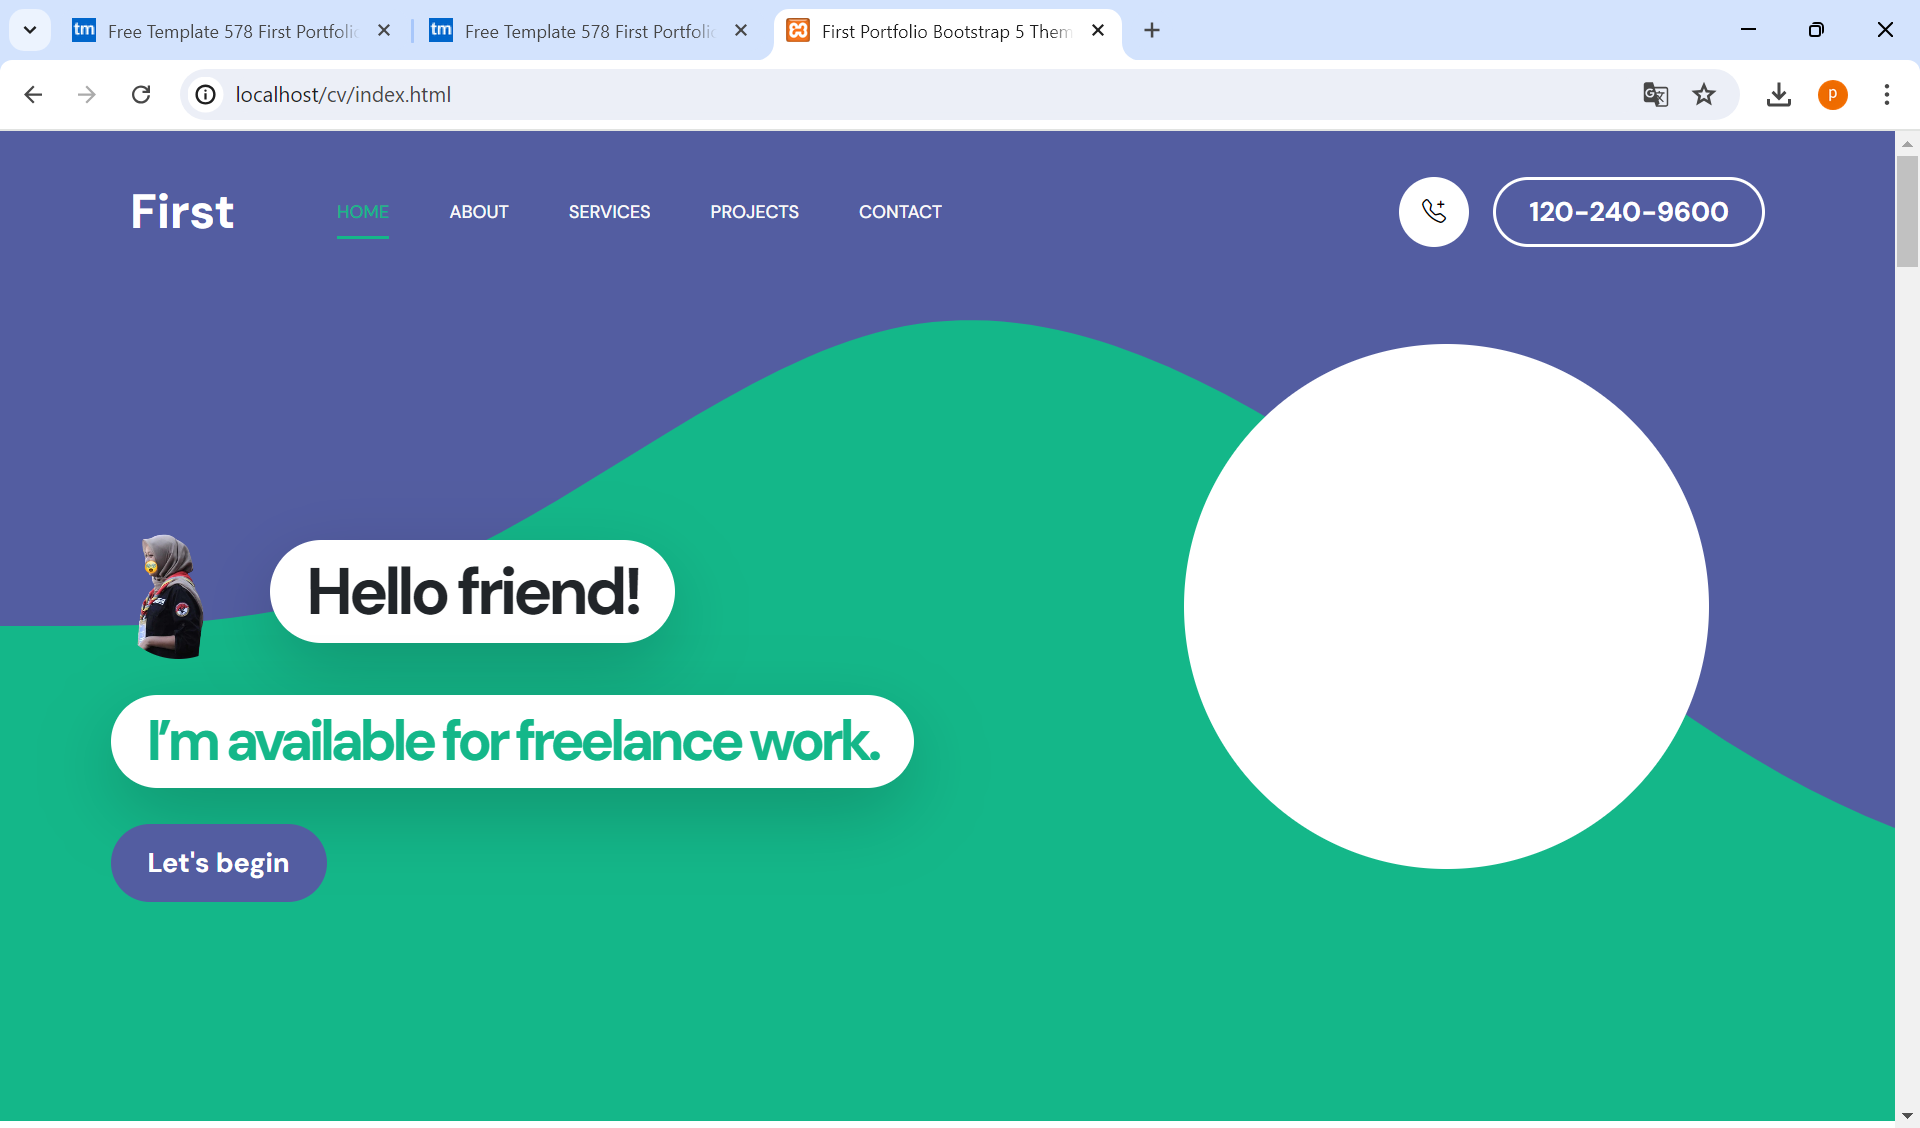 tm Free Template 578 First Portfolic
tm Free Template 578 First Portfolic
First Portfolio Bootstrap 5 Them
localhost/cv/index.html
P
First
HOME
ABOUT
SERVICES
PROJECTS
CONTACT
120-240-9600
Hello friend!
I’m available for freelance work.
Let's begin